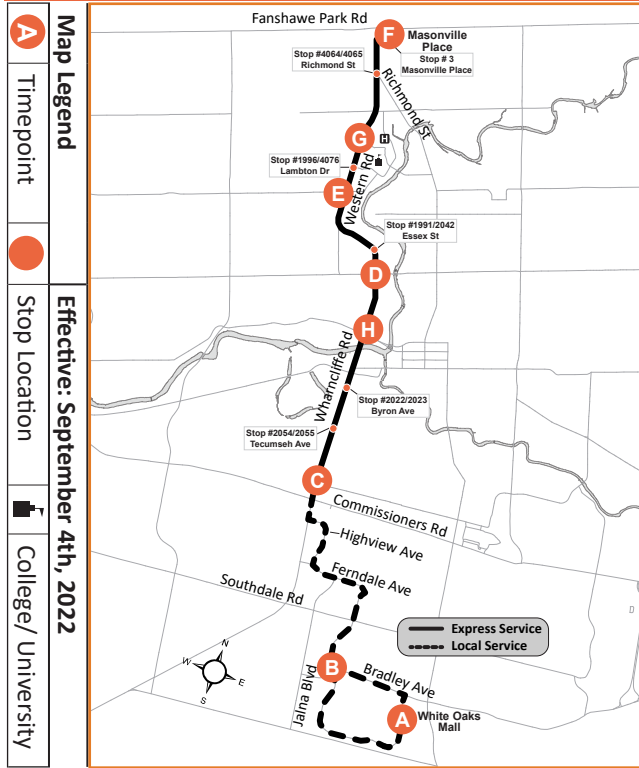 Fanshawe Park Rd
F
Masonville
Place
Stop # 3
Masonville Place
Stop #4064/4065
Richmond St
Richmond St
G
H
Stop #1996/4076
Lambton Dr
Western Rd
E
Stop #1991/2042
Essex St
D
H
Wharncliffe Rd
Stop #2022/2023
Byron Ave
Stop #2054/2055
Tecumseh Ave
C
Commissioners Rd
Highview Ave
Ferndale Ave
Southdale Rd
Express Service
Local Service
N
W
E
S
Jalna Blvd
B
Bradley Ave
A
White Oaks
Mall
Map Legend
Effective: September 4th, 2022
A
Timepoint
Stop Location
College/ University